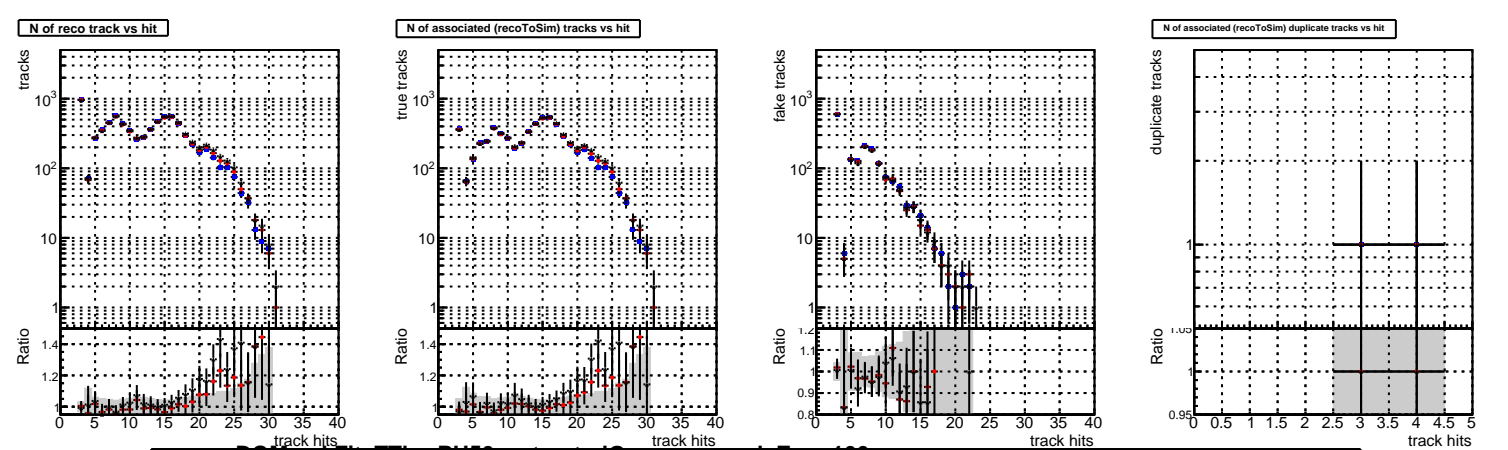 N of reco track vs hit
N of associated (recoToSim) tracks vs hit
N of associated (recoToSim) duplicate tracks vs hit
tracks
10³
10²
10
1
Ratio
1.4
1.2
1
0 5 10 15 20 25 30 35 40
track hits
true tracks
10³
10²
10
1
Ratio
1.4
1.2
1
0 5 10 15 20 25 30 35 40
track hits
fake tracks
10³
10²
10
1
Ratio
1.2
1.1
1
0.9
0.8
0 5 10 15 20 25 30 35 40
track hits
duplicate tracks
1
Ratio
1.05
1
0.95
0 0.5 1 1.5 2 2.5 3 3.5 4 4.5 5
track hits